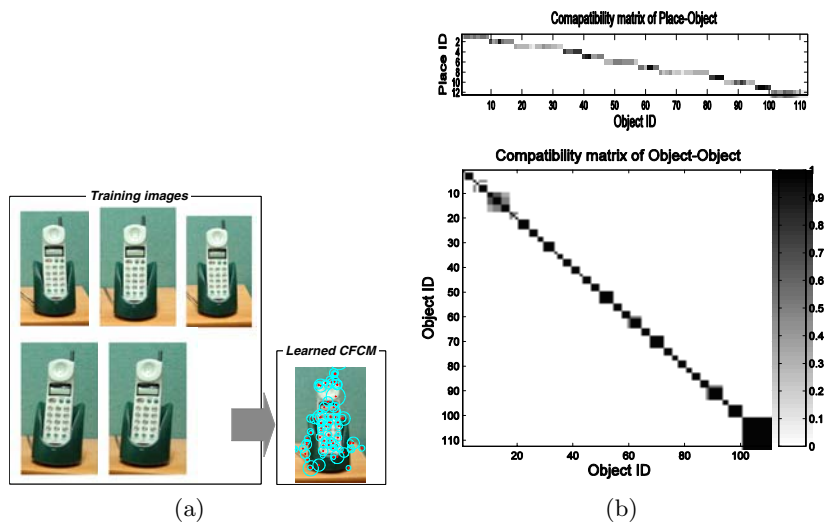 Training images
Learned CFCM
(a)
Comapatibility matrix of Place-Object
Place ID
2
4
6
8
10
12
10 20 30 40 50 60 70 80 90 100 110
Object ID
Compatibility matrix of Object-Object
Object ID
10
20
30
40
50
60
70
80
90
100
110
20 40 60 80 100
Object ID
1
0.9
0.8
0.7
0.6
0.5
0.4
0.3
0.2
0.1
0
(b)